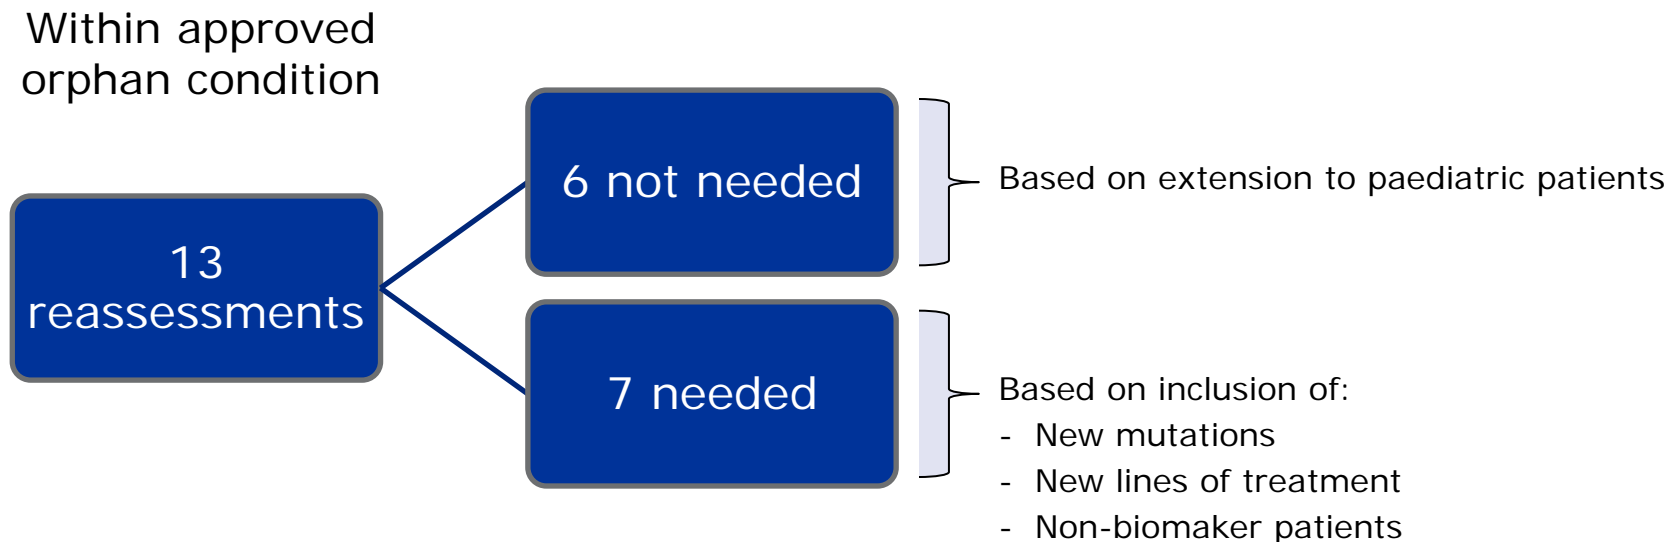 Within approved
orphan condition
13
reassessments
6 not needed
Based on extension to paediatric patients
7 needed
Based on inclusion of:
- New mutations
- New lines of treatment
- Non-biomaker patients